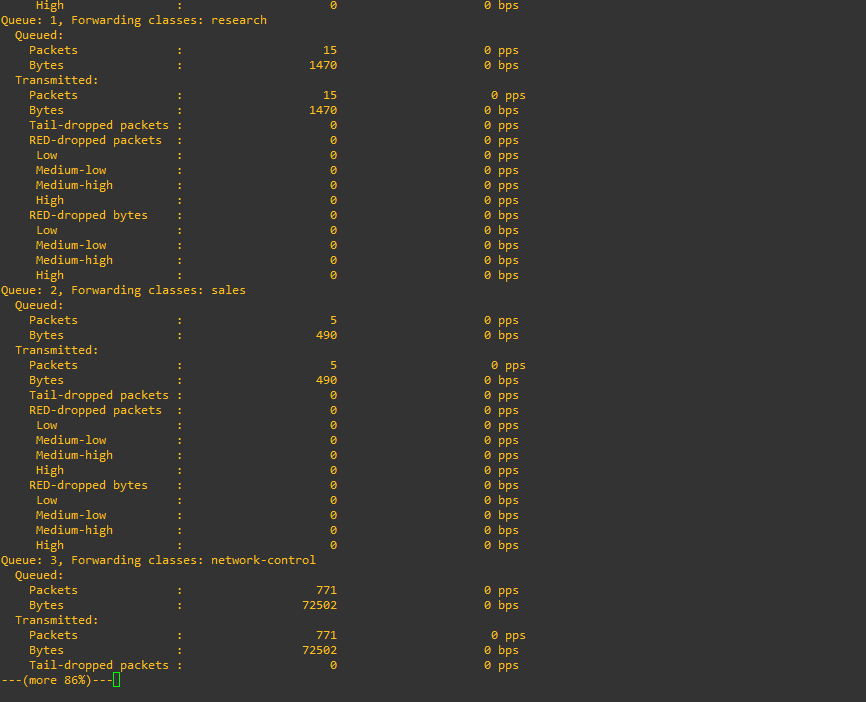 High                :                     0                     0 bps
Queue: 1, Forwarding classes: research
  Queued:
    Packets              :                    15                     0 pps
    Bytes                :                  1470                     0 bps
  Transmitted:
    Packets              :                    15                      0 pps
    Bytes                :                  1470                     0 bps
    Tail-dropped packets :                     0                     0 pps
    RED-dropped packets  :                     0                     0 pps
     Low                 :                     0                     0 pps
     Medium-low          :                     0                     0 pps
     Medium-high         :                     0                     0 pps
     High                :                     0                     0 pps
    RED-dropped bytes    :                     0                     0 bps
     Low                 :                     0                     0 bps
     Medium-low          :                     0                     0 bps
     Medium-high         :                     0                     0 bps
     High                :                     0                     0 bps
Queue: 2, Forwarding classes: sales
  Queued:
    Packets              :                     5                     0 pps
    Bytes                :                   490                     0 bps
  Transmitted:
    Packets              :                     5                      0 pps
    Bytes                :                   490                     0 bps
    Tail-dropped packets :                     0                     0 pps
    RED-dropped packets  :                     0                     0 pps
     Low                 :                     0                     0 pps
     Medium-low          :                     0                     0 pps
     Medium-high         :                     0                     0 pps
     High                :                     0                     0 pps
    RED-dropped bytes    :                     0                     0 bps
     Low                 :                     0                     0 bps
     Medium-low          :                     0                     0 bps
     Medium-high         :                     0                     0 bps
     High                :                     0                     0 bps
Queue: 3, Forwarding classes: network-control
  Queued:
    Packets              :                   771                     0 pps
    Bytes                :                 72502                     0 bps
  Transmitted:
    Packets              :                   771                      0 pps
    Bytes                :                 72502                     0 bps
    Tail-dropped packets :                     0                     0 pps
---(more 86%)---